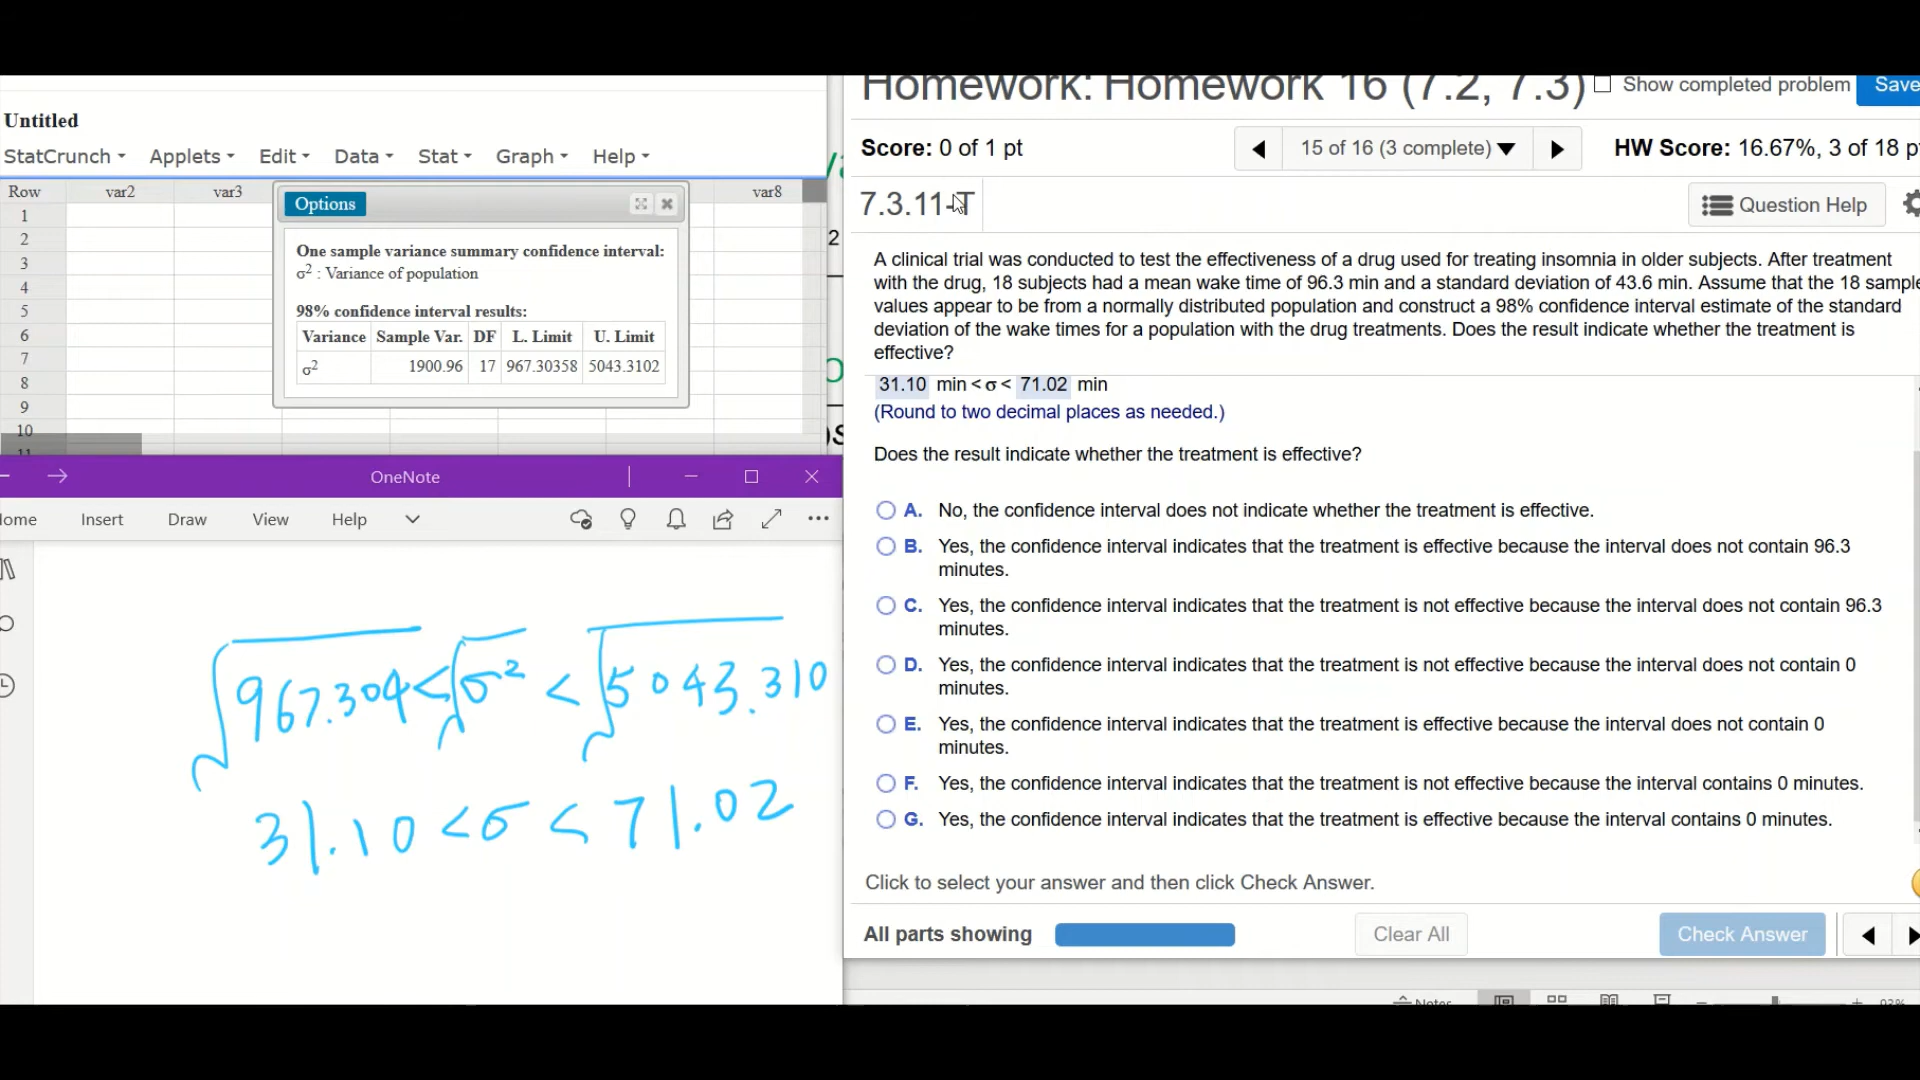 Untitled
StatCrunch Applets Edit Data Stat Graph Help
Row var2 var3 var8
1
2
3
4
5
6
7
8
9
10
11
Options
One sample variance summary confidence interval:
σ² : Variance of population
98% confidence interval results:
Variance Sample Var. DF L. Limit U. Limit
σ² 1900.96 17 967.30358 5043.3102
OneNote
Insert Draw View Help
√967.304 < √σ² < √5043.310
31.10 < σ < 71.02
Homework: Homework 16 (7.2, 7.3)
Show completed problem
Save
Score: 0 of 1 pt
15 of 16 (3 complete)
HW Score: 16.67%, 3 of 18 pt
7.3.11-T
Question Help
A clinical trial was conducted to test the effectiveness of a drug used for treating insomnia in older subjects. After treatment
with the drug, 18 subjects had a mean wake time of 96.3 min and a standard deviation of 43.6 min. Assume that the 18 sample
values appear to be from a normally distributed population and construct a 98% confidence interval estimate of the standard
deviation of the wake times for a population with the drug treatments. Does the result indicate whether the treatment is
effective?
31.10 min < σ < 71.02 min
(Round to two decimal places as needed.)
Does the result indicate whether the treatment is effective?
A. No, the confidence interval does not indicate whether the treatment is effective.
B. Yes, the confidence interval indicates that the treatment is effective because the interval does not contain 96.3
minutes.
C. Yes, the confidence interval indicates that the treatment is not effective because the interval does not contain 96.3
minutes.
D. Yes, the confidence interval indicates that the treatment is not effective because the interval does not contain 0
minutes.
E. Yes, the confidence interval indicates that the treatment is effective because the interval does not contain 0
minutes.
F. Yes, the confidence interval indicates that the treatment is not effective because the interval contains 0 minutes.
G. Yes, the confidence interval indicates that the treatment is effective because the interval contains 0 minutes.
Click to select your answer and then click Check Answer.
All parts showing
Clear All
Check Answer